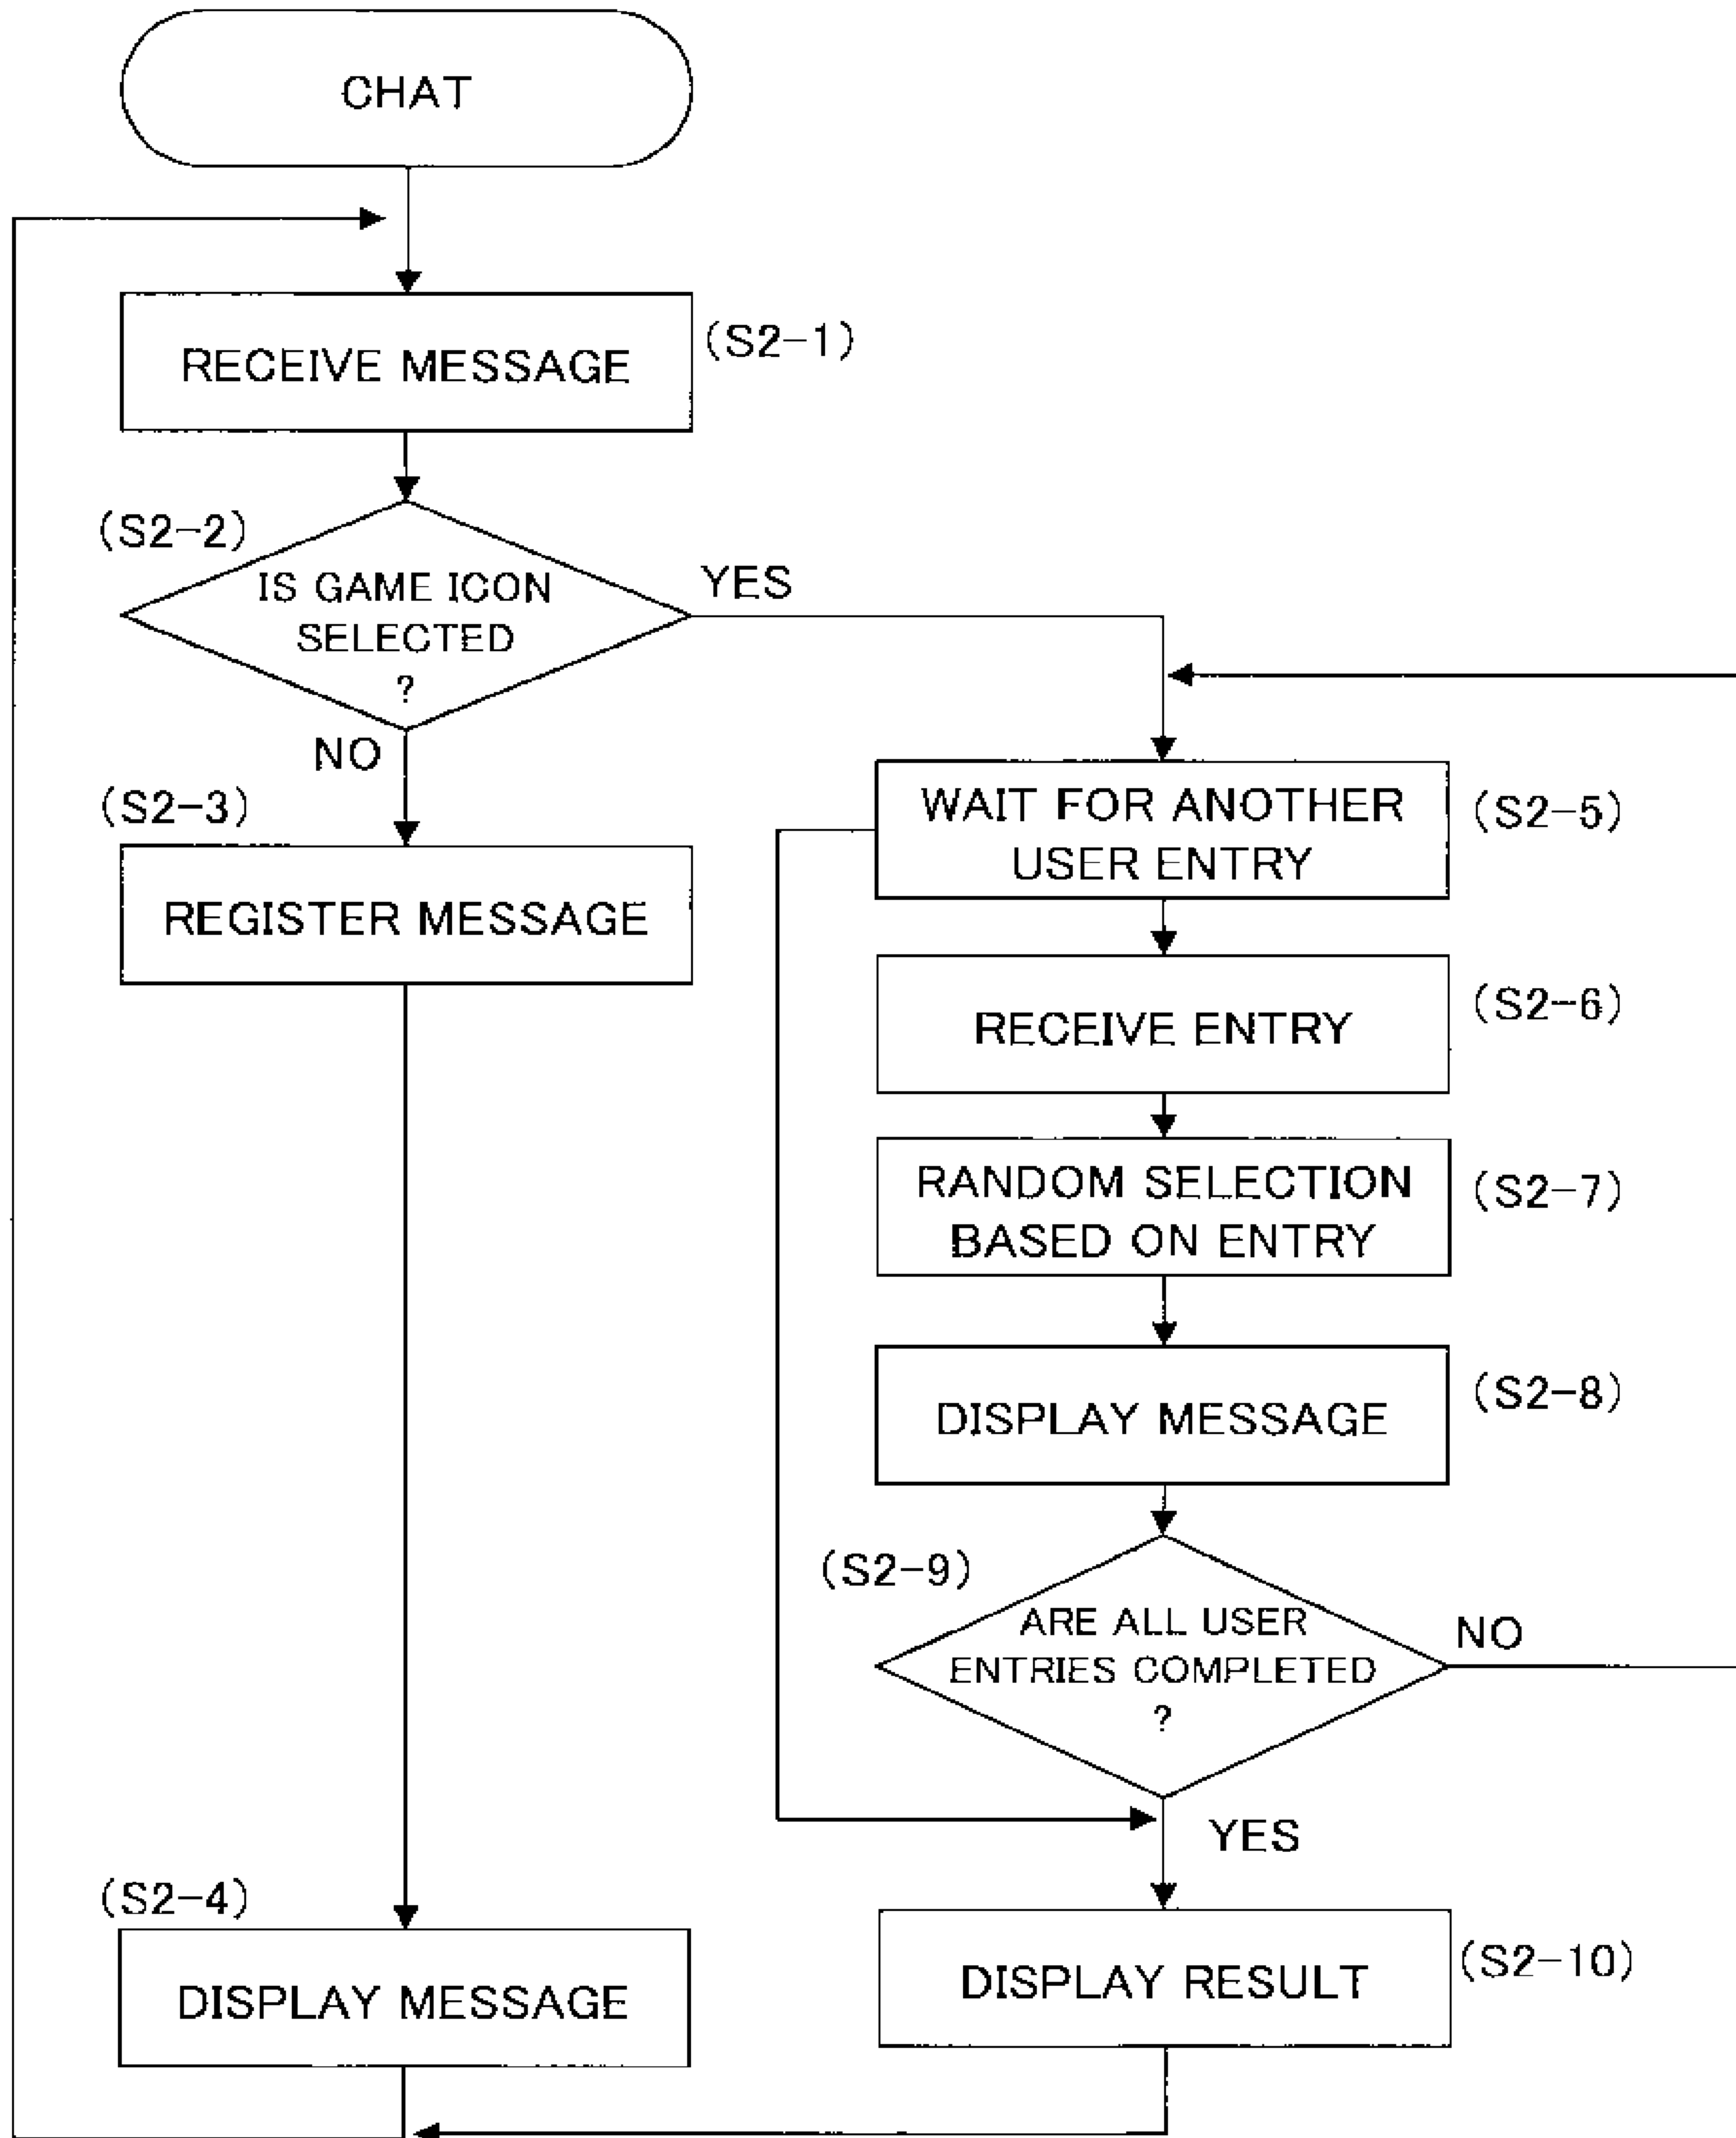 CHAT
RECEIVE MESSAGE
(S2-1)
(S2-2)
IS GAME ICON
SELECTED
?
YES
NO
(S2-3)
REGISTER MESSAGE
(S2-4)
DISPLAY MESSAGE
WAIT FOR ANOTHER
USER ENTRY
(S2-5)
RECEIVE ENTRY
(S2-6)
RANDOM SELECTION
BASED ON ENTRY
(S2-7)
DISPLAY MESSAGE
(S2-8)
(S2-9)
ARE ALL USER
ENTRIES COMPLETED
?
NO
YES
DISPLAY RESULT
(S2-10)